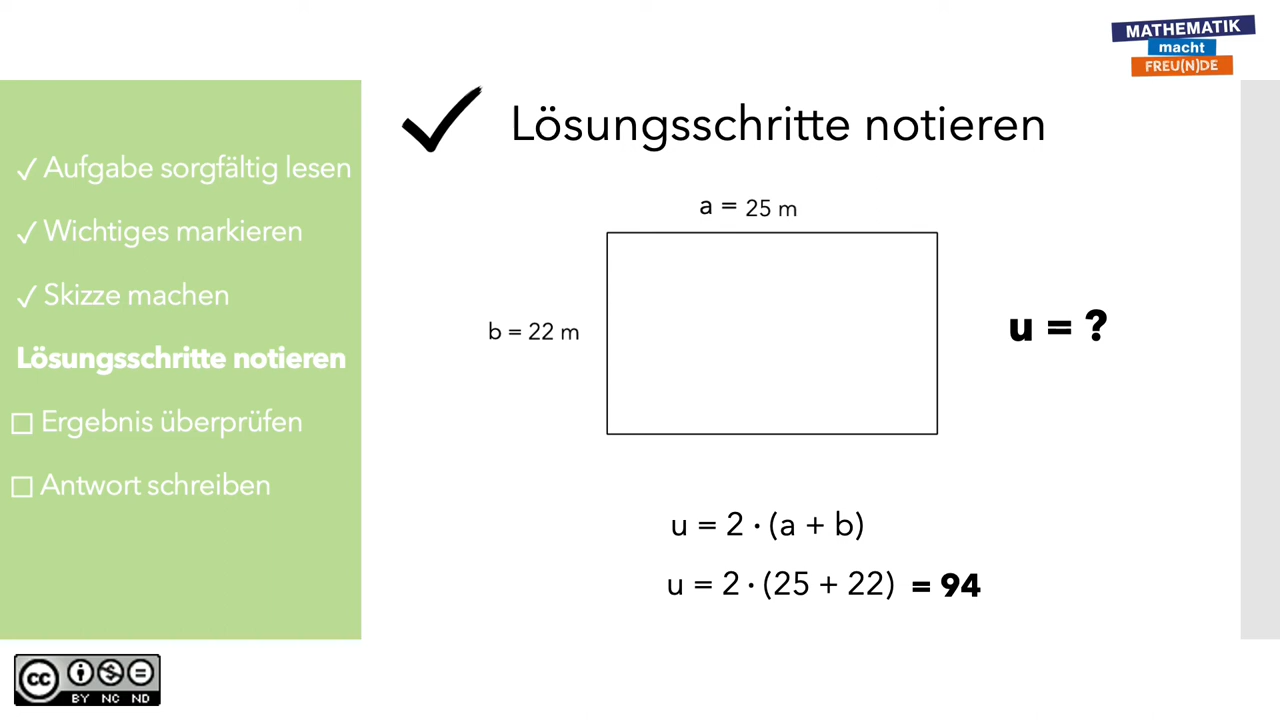 MATHEMATIK
macht
FREU(N)DE
✓ Aufgabe sorgfältig lesen
✓ Wichtiges markieren
✓ Skizze machen
Lösungsschritte notieren
☐ Ergebnis überprüfen
☐ Antwort schreiben
✓ Lösungsschritte notieren
a = 25 m
b = 22 m
u = ?
u = 2 · (a + b)
u = 2 · (25 + 22) = 94
cc
BY NC ND